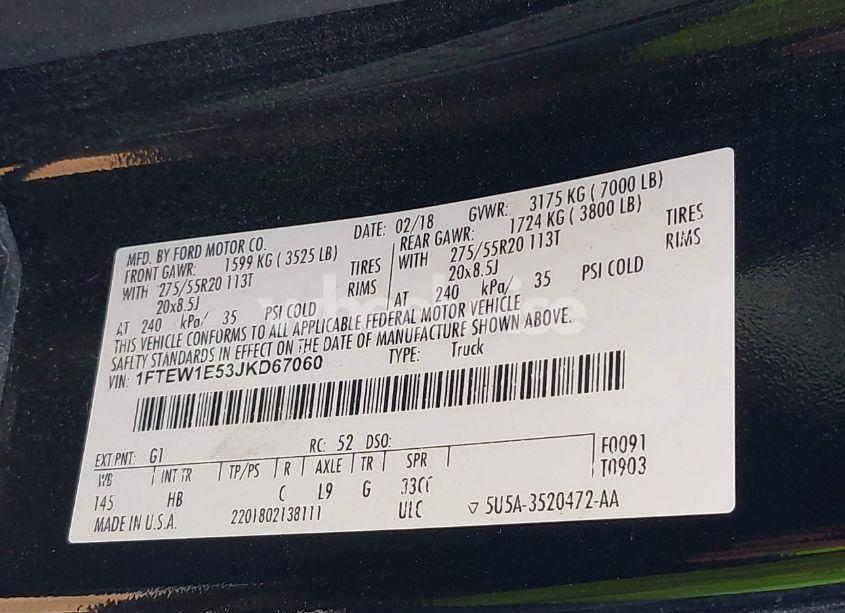 MFD. BY FORD MOTOR CO.
DATE: 02/18
GVWR: 3175 KG ( 7000 LB)
FRONT GAWR: 1599 KG ( 3525 LB)
REAR GAWR: 1724 KG ( 3800 LB)
WITH 275/55R20 113T TIRES
WITH 275/55R20 113T TIRES
20x8.5J RIMS
20x8.5J RIMS
AT 240 kPa/ 35 PSI COLD
AT 240 kPa/ 35 PSI COLD
THIS VEHICLE CONFORMS TO ALL APPLICABLE FEDERAL MOTOR VEHICLE
SAFTY STANDARDS IN EFFECT ON THE DATE OF MANUFACTURE SHOWN ABOVE.
VIN: 1FTEW1E53JKD67060
TYPE: Truck
EXT PNT: G1 RC: 52 DSO:
WB INT TR TP/PS R AXLE TR SPR
145 HB C L9 G 33CC
F0091
T0903
MADE IN U.S.A. 2201802138111 ULC ▽ 5U5A-3520472-AA